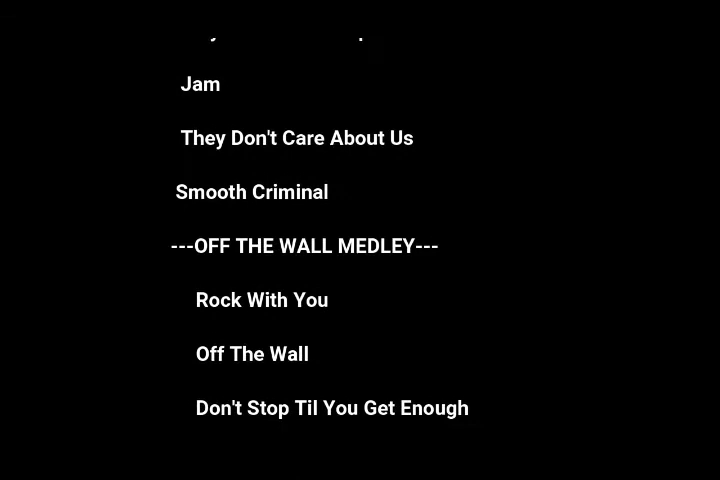 Jam
They Don't Care About Us
Smooth Criminal
---OFF THE WALL MEDLEY---
Rock With You
Off The Wall
Don't Stop Til You Get Enough